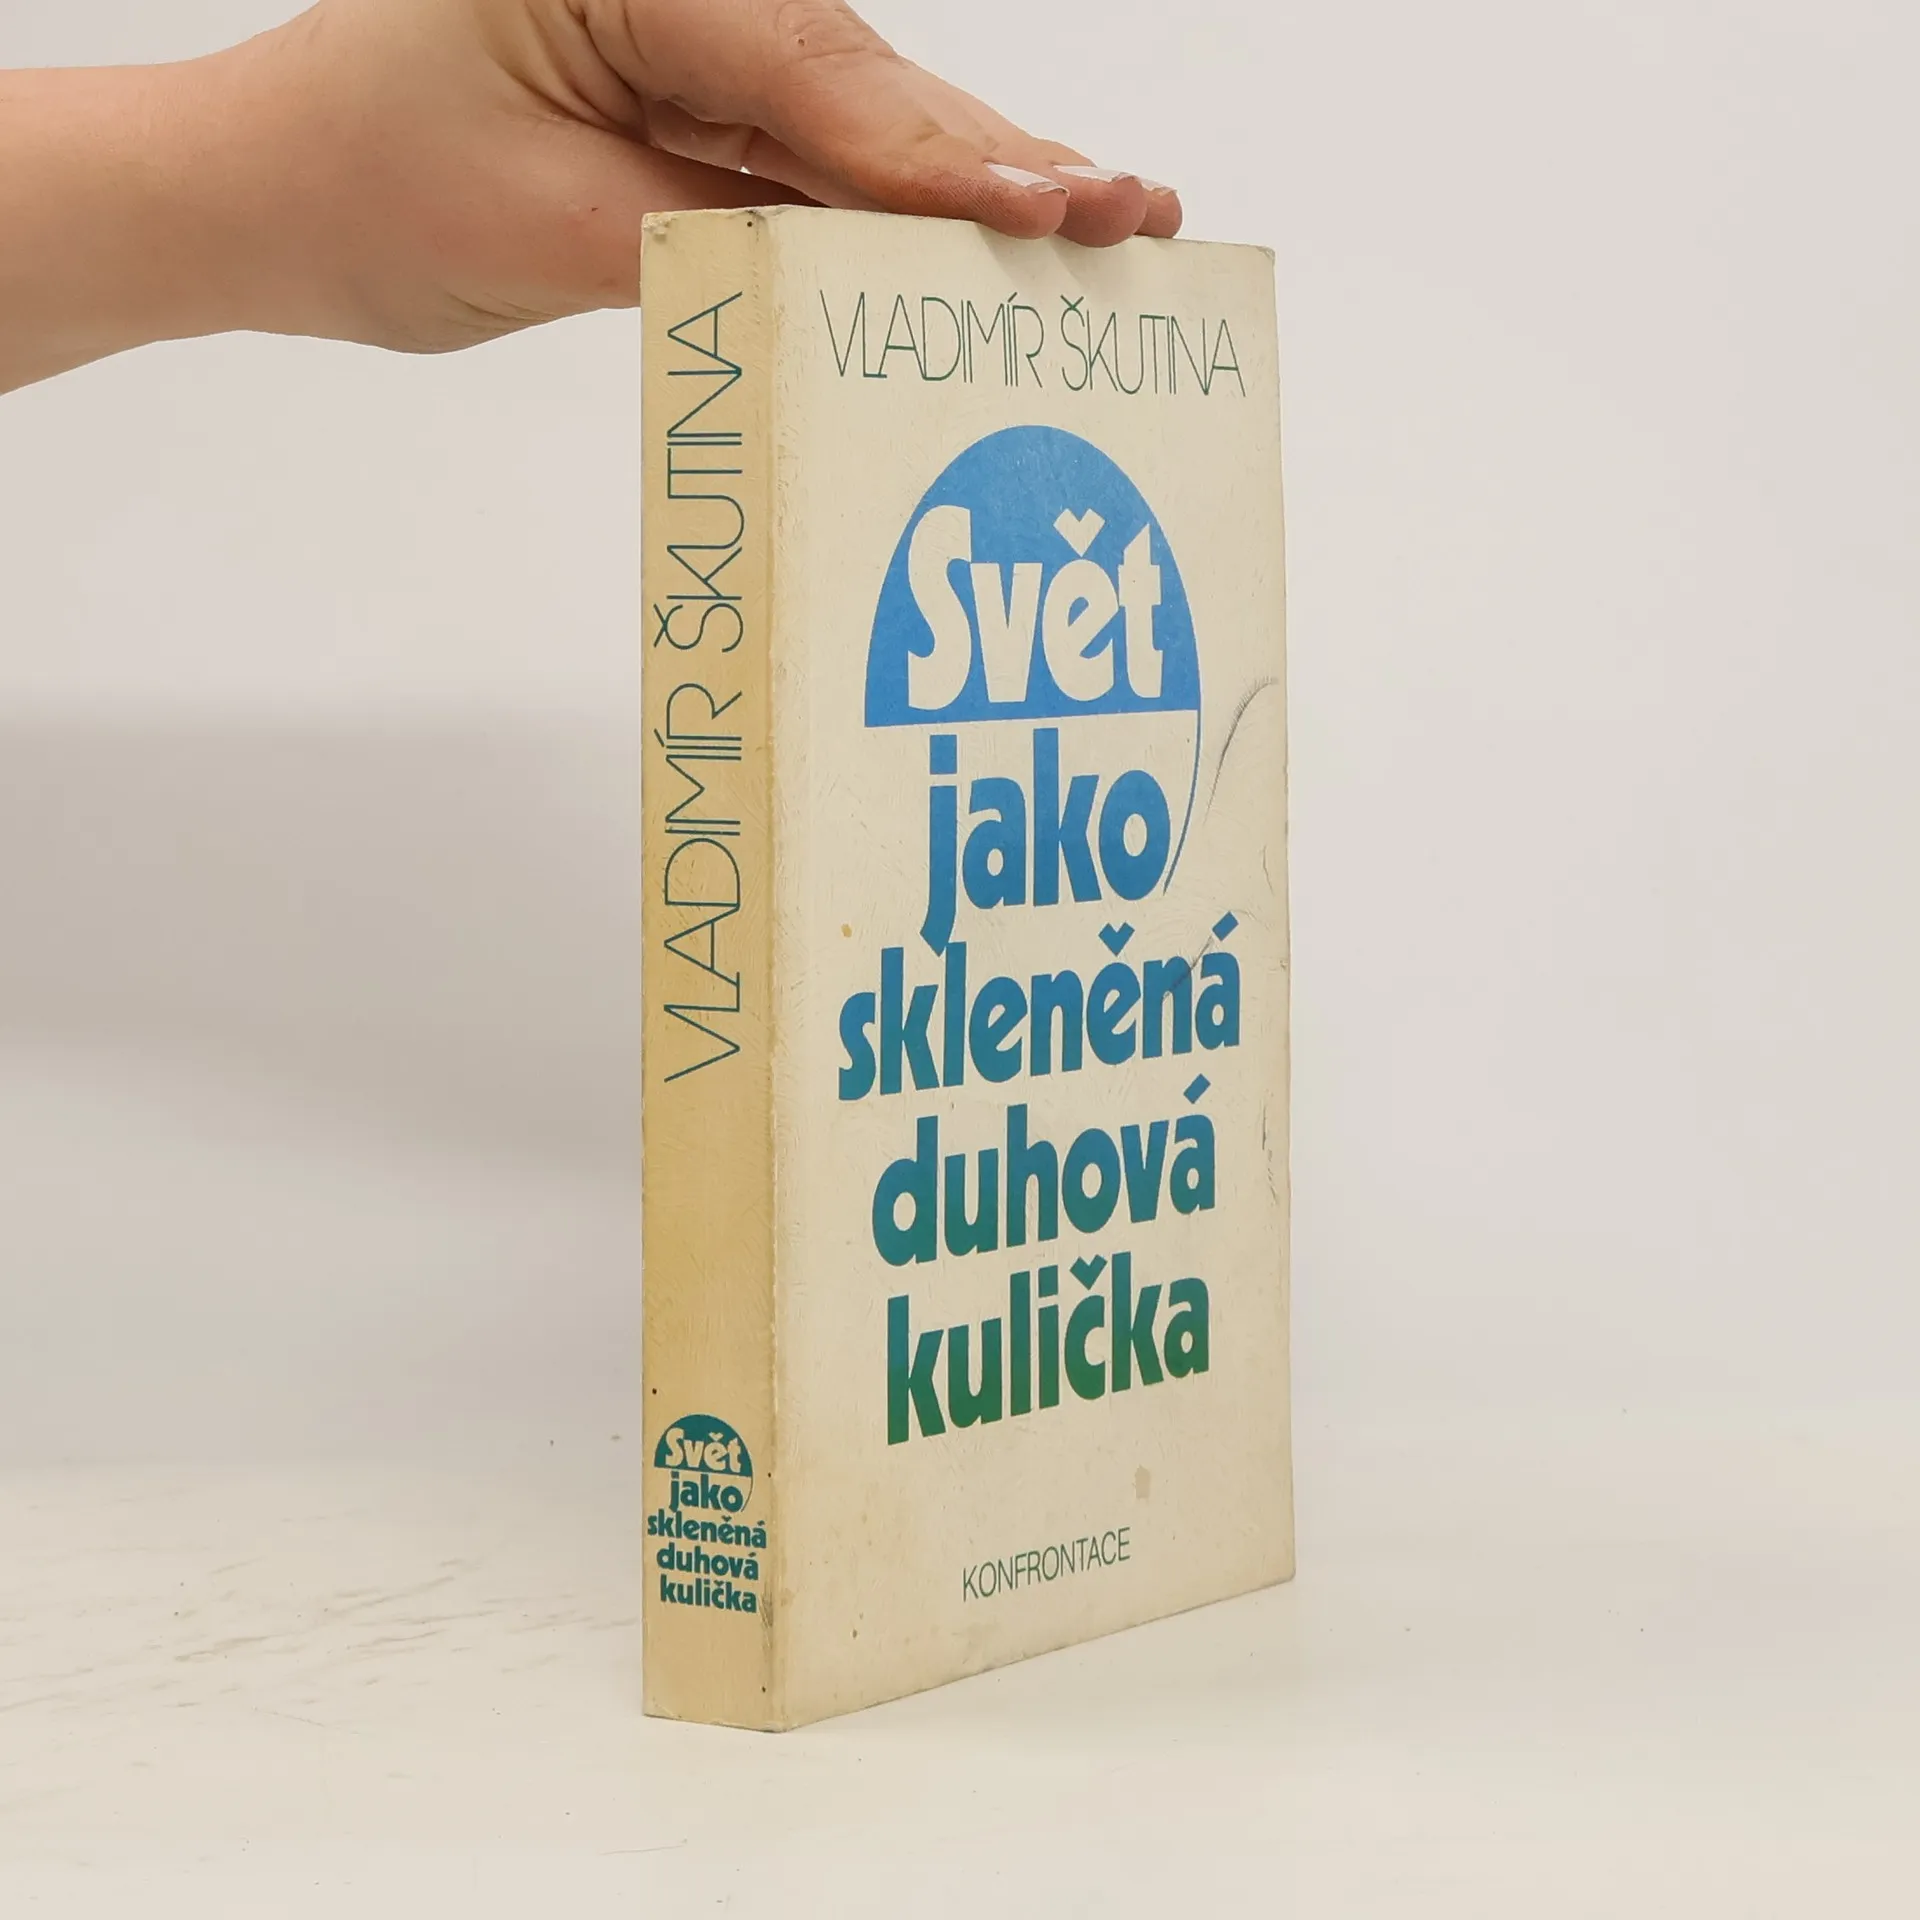 VLADIMÍR ŠKUTINA
Svět
jako
skleněná
duhová
kulička
KONFRONTACE
VLADIMÍR ŠKUTINA
Svět
jako
skleněná
duhová
kulička